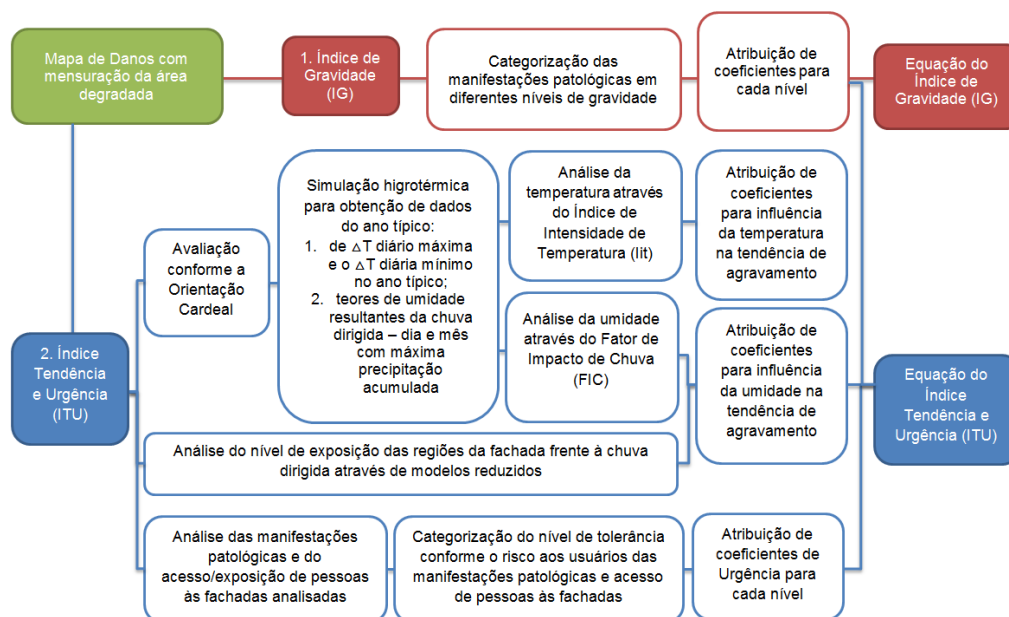 Mapa de Danos com
mensuração da área
degradada
1. Índice de
Gravidade
(IG)
Categorização das
manifestações patológicas em
diferentes níveis de gravidade
Atribuição de
coeficientes para
cada nível
Equação do
Índice de
Gravidade (IG)
2. Índice
Tendência
e Urgência
(ITU)
Avaliação
conforme a
Orientação
Cardeal
Simulação higrotérmica
para obtenção de dados
do ano típico:
1. de △T diário máxima
e o △T diária mínimo
no ano típico;
2. teores de umidade
resultantes da chuva
dirigida – dia e mês
com máxima
precipitação
acumulada
Análise da
temperatura através
do Índice de
Intensidade de
Temperatura (Iit)
Atribuição de
coeficientes
para influência
da temperatura
na tendência de
agravamento
Análise da umidade
através do Fator de
Impacto de Chuva
(FIC)
Atribuição de
coeficientes
para influência
da umidade na
tendência de
agravamento
Equação do
Índice
Tendência e
Urgência (ITU)
Análise do nível de exposição das regiões da fachada frente à chuva
dirigida através de modelos reduzidos
Análise das manifestações
patológicas e do
acesso/exposição de pessoas
às fachadas analisadas
Categorização do nível de tolerância
conforme o risco aos usuários das
manifestações patológicas e acesso
de pessoas às fachadas
Atribuição de
coeficientes de
Urgência para
cada nível